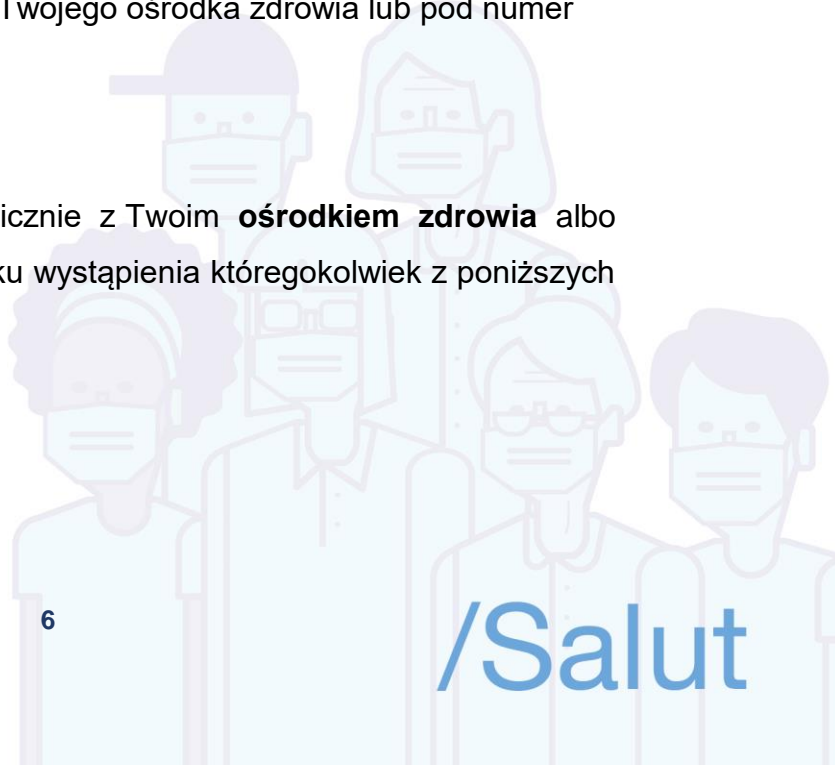 Twojego ośrodka zdrowia lub pod numer
icznie z Twoim ośrodkiem zdrowia albo
ku wystąpienia któregokolwiek z poniższych
6
/Salut